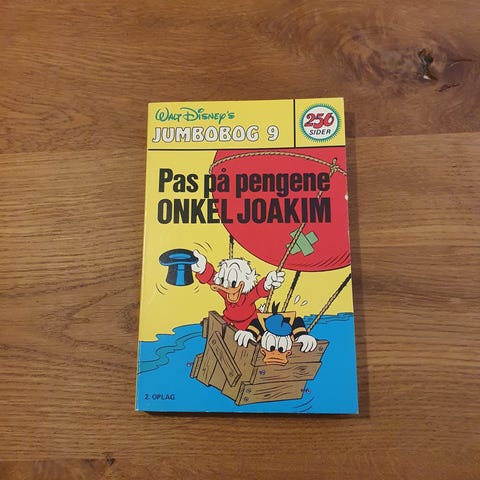 Walt Disney's
JUMBOBOG 9
256
SIDER
Pas på pengene
ONKEL JOAKIM
2. OPLAG